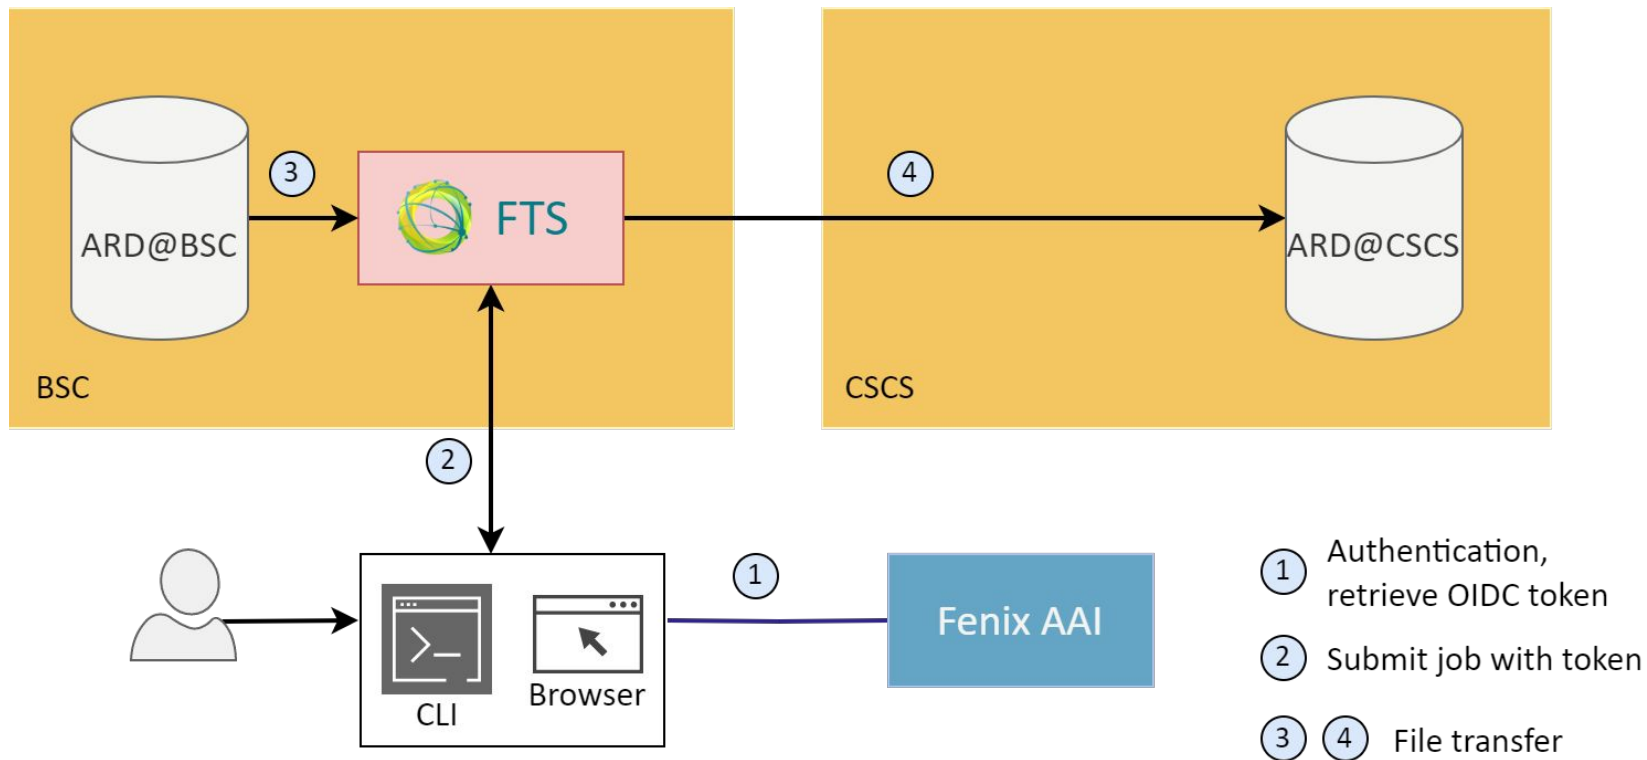 3
4
FTS
ARD@BSC
ARD@CSCS
BSC
CSCS
2
1
Fenix AAI
CLI
Browser
1 Authentication,
retrieve OIDC token
2 Submit job with token
3 4 File transfer